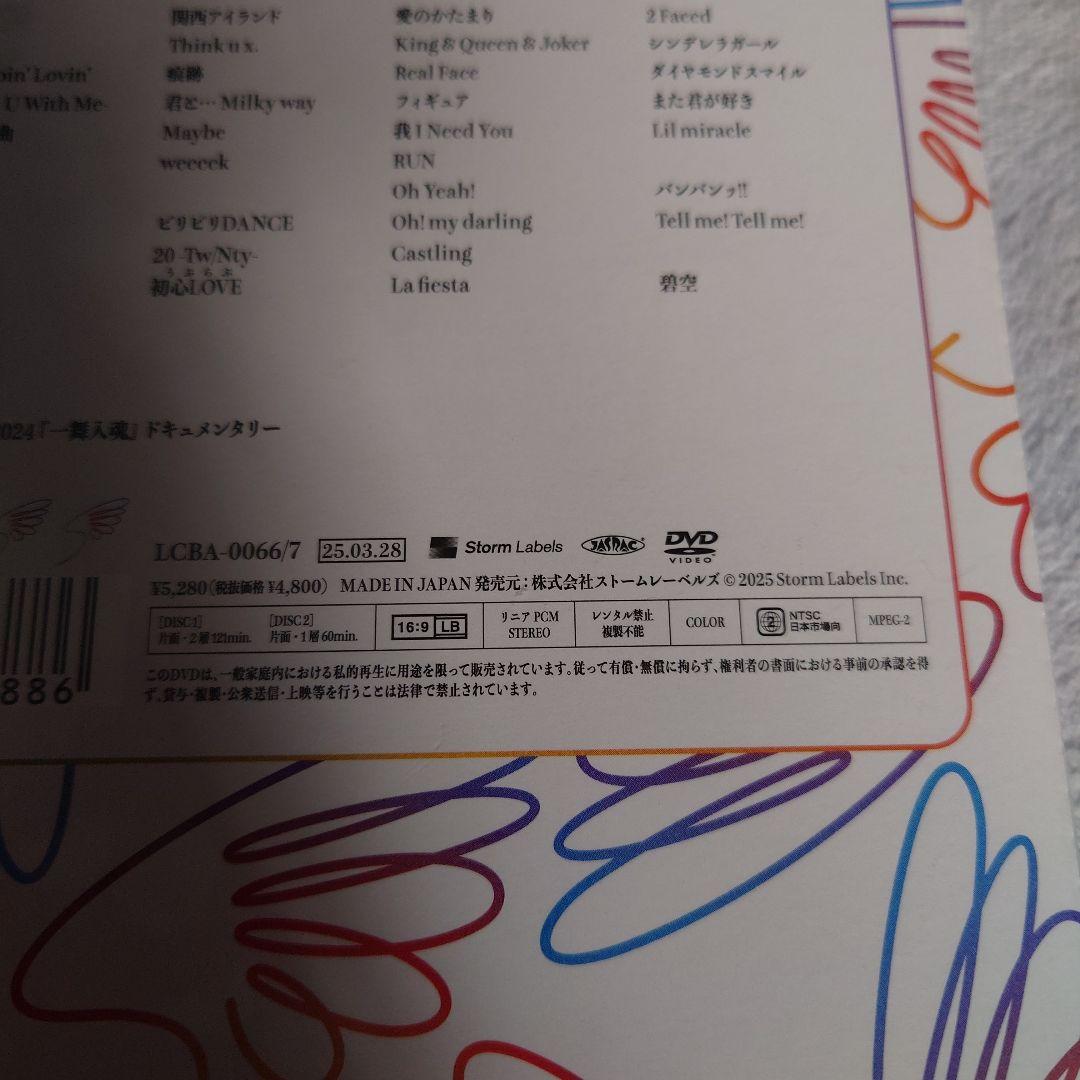 関西アイランド
Think u x.
oin' Lovin'
痕跡
U With Me-
君と… Milky way
曲
Maybe
weeeek
ビリビリDANCE
20 -Tw/Nty-
うぶらぶ
初心LOVE
愛のかたまり
King & Queen & Joker
Real Face
フィギュア
我 I Need You
RUN
Oh Yeah!
Oh! my darling
Castling
La fiesta
2 Faced
シンデレラガール
ダイヤモンドスマイル
また君が好き
Lil miracle
バンバンッ!!
Tell me! Tell me!
碧空
2024『一舞入魂』ドキュメンタリー
LCBA-0066/7 25.03.28 Storm Labels JASRAC DVD VIDEO
¥5,280(税抜価格 ¥4,800) MADE IN JAPAN 発売元:株式会社ストームレーベルズ © 2025 Storm Labels Inc.
[DISC 1] 片面・2層 121min.
[DISC 2] 片面・1層 60min.
16:9 LB
リニア PCM STEREO
レンタル禁止 複製不能
COLOR
2 NTSC 日本市場向
MPEG-2
886
このDVDは、一般家庭内における私的再生に用途を限って販売されています。従って有償・無償に拘らず、権利者の書面における事前の承認を得
ず、貸与・複製・公衆送信・上映等を行うことは法律で禁止されています。